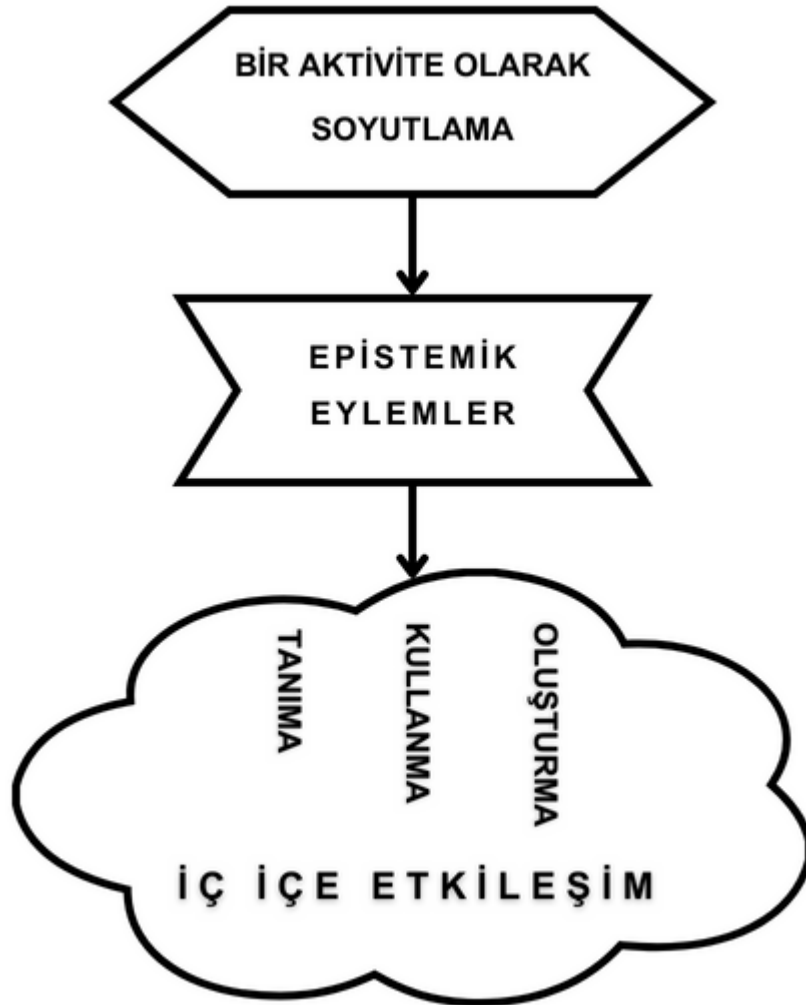 BİR AKTİVİTE OLARAK
SOYUTLAMA
EPİSTEMİK
EYLEMLER
TANIMA
KULLANMA
OLUŞTURMA
İÇ İÇE ETKİLEŞİM